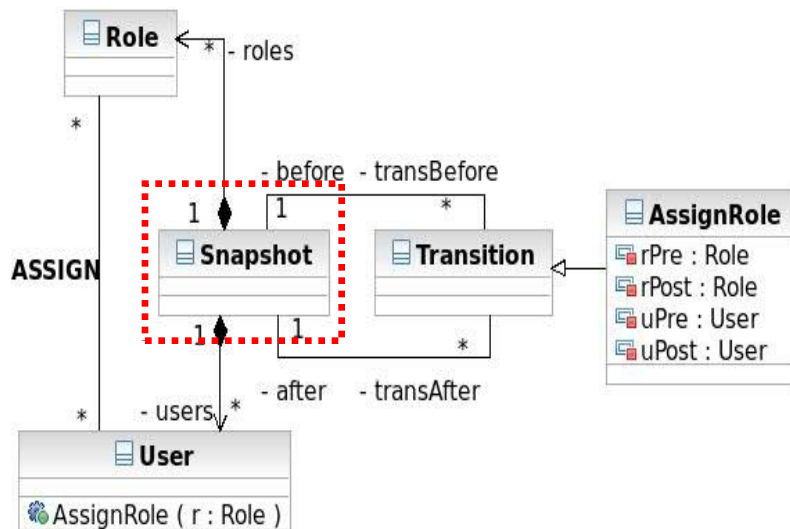 Role
* - roles
*
- before - transBefore
1 1 *
AssignRole
Snapshot Transition
rPre : Role
ASSIGN
rPost : Role
uPre : User
1 1 *
uPost : User
- after - transAfter
* - users *
User
AssignRole ( r : Role )